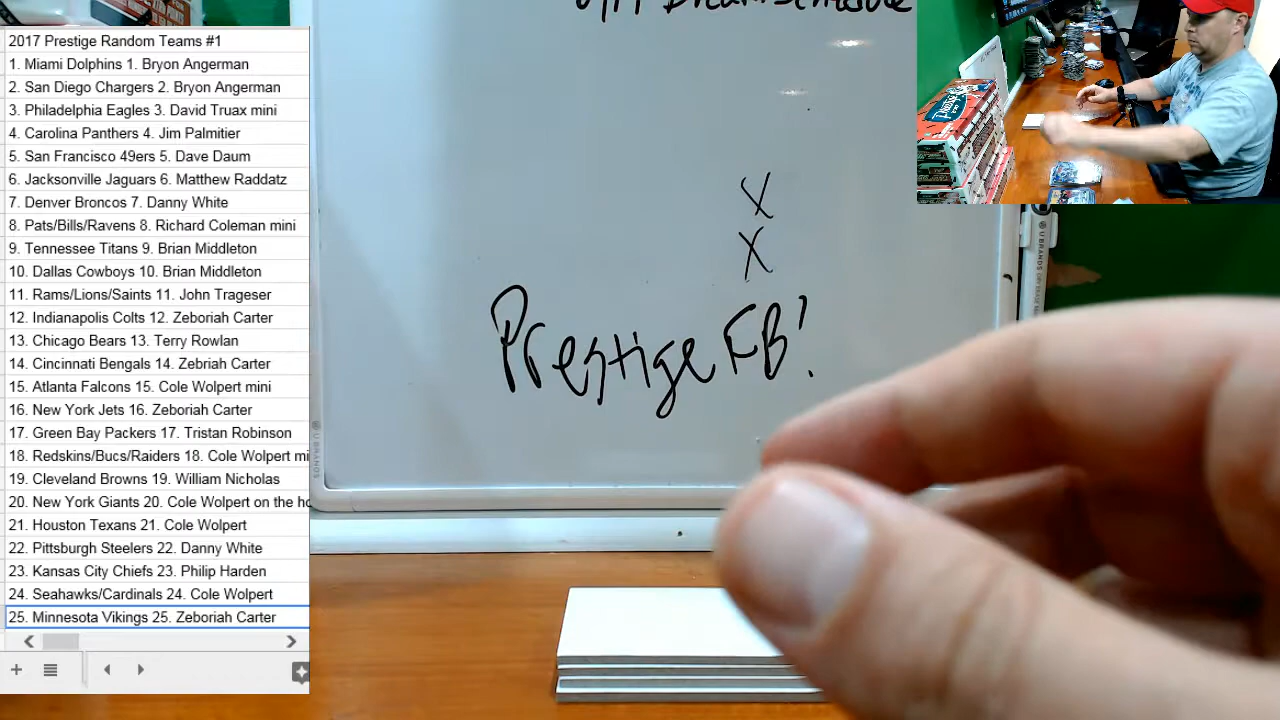 2017 Prestige Random Teams #1
1. Miami Dolphins 1. Bryon Angerman
2. San Diego Chargers 2. Bryon Angerman
3. Philadelphia Eagles 3. David Truax mini
4. Carolina Panthers 4. Jim Palmitier
5. San Francisco 49ers 5. Dave Daum
6. Jacksonville Jaguars 6. Matthew Raddatz
7. Denver Broncos 7. Danny White
8. Pats/Bills/Ravens 8. Richard Coleman mini
9. Tennessee Titans 9. Brian Middleton
10. Dallas Cowboys 10. Brian Middleton
11. Rams/Lions/Saints 11. John Trageser
12. Indianapolis Colts 12. Zeboriah Carter
13. Chicago Bears 13. Terry Rowlan
14. Cincinnati Bengals 14. Zebriah Carter
15. Atlanta Falcons 15. Cole Wolpert mini
16. New York Jets 16. Zeboriah Carter
17. Green Bay Packers 17. Tristan Robinson
18. Redskins/Bucs/Raiders 18. Cole Wolpert mi
19. Cleveland Browns 19. William Nicholas
20. New York Giants 20. Cole Wolpert on the ho
21. Houston Texans 21. Cole Wolpert
22. Pittsburgh Steelers 22. Danny White
23. Kansas City Chiefs 23. Philip Harden
24. Seahawks/Cardinals 24. Cole Wolpert
25. Minnesota Vikings 25. Zeboriah Carter
X
X
Prestige FB!
U BRANDS
Prestige